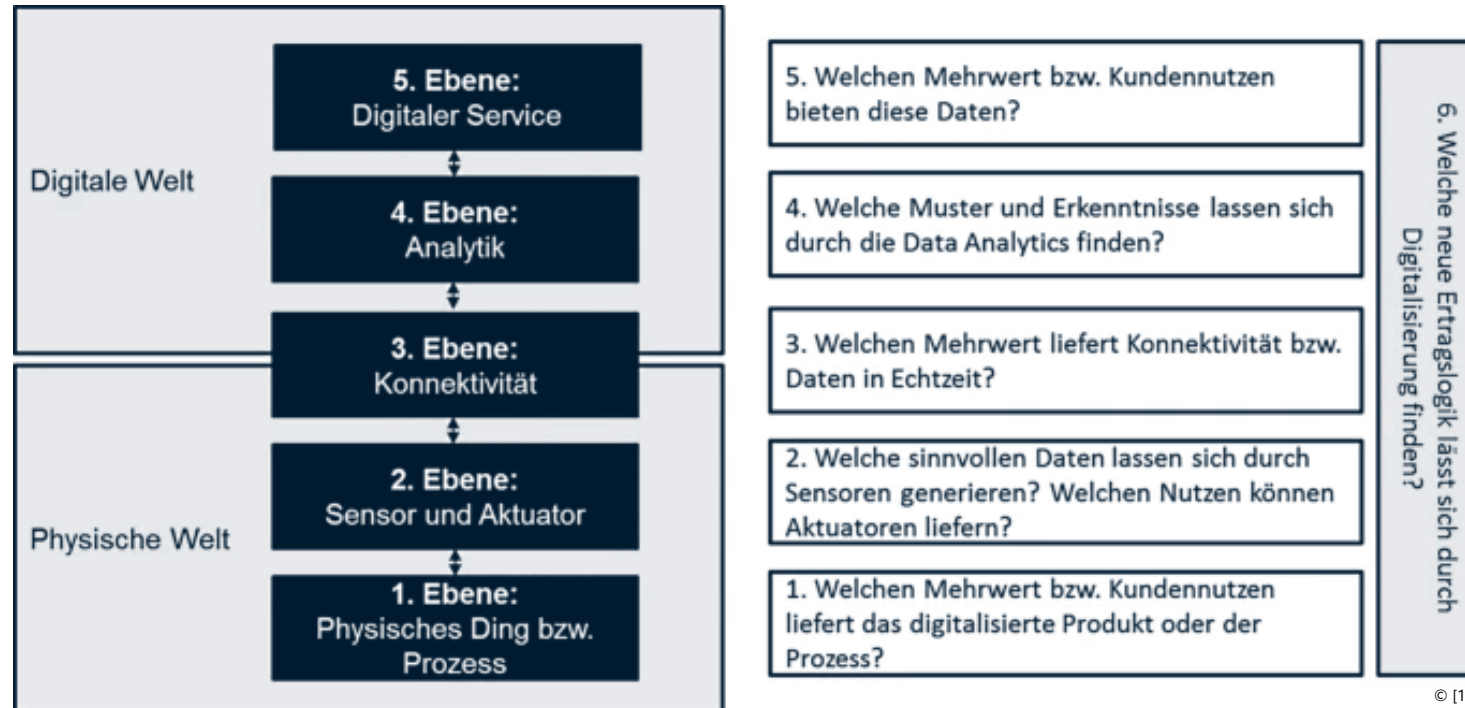 Digitale Welt
5. Ebene:
Digitaler Service
4. Ebene:
Analytik
3. Ebene:
Konnektivität
Physische Welt
2. Ebene:
Sensor und Aktuator
1. Ebene:
Physisches Ding bzw.
Prozess
5. Welchen Mehrwert bzw. Kundennutzen
bieten diese Daten?
4. Welche Muster und Erkenntnisse lassen sich
durch die Data Analytics finden?
3. Welchen Mehrwert liefert Konnektivität bzw.
Daten in Echtzeit?
2. Welche sinnvollen Daten lassen sich durch
Sensoren generieren? Welchen Nutzen können
Aktuatoren liefern?
1. Welchen Mehrwert bzw. Kundennutzen
liefert das digitalisierte Produkt oder der
Prozess?
6. Welche neue Ertragslogik lässt sich durch
Digitalisierung finden?
© [1